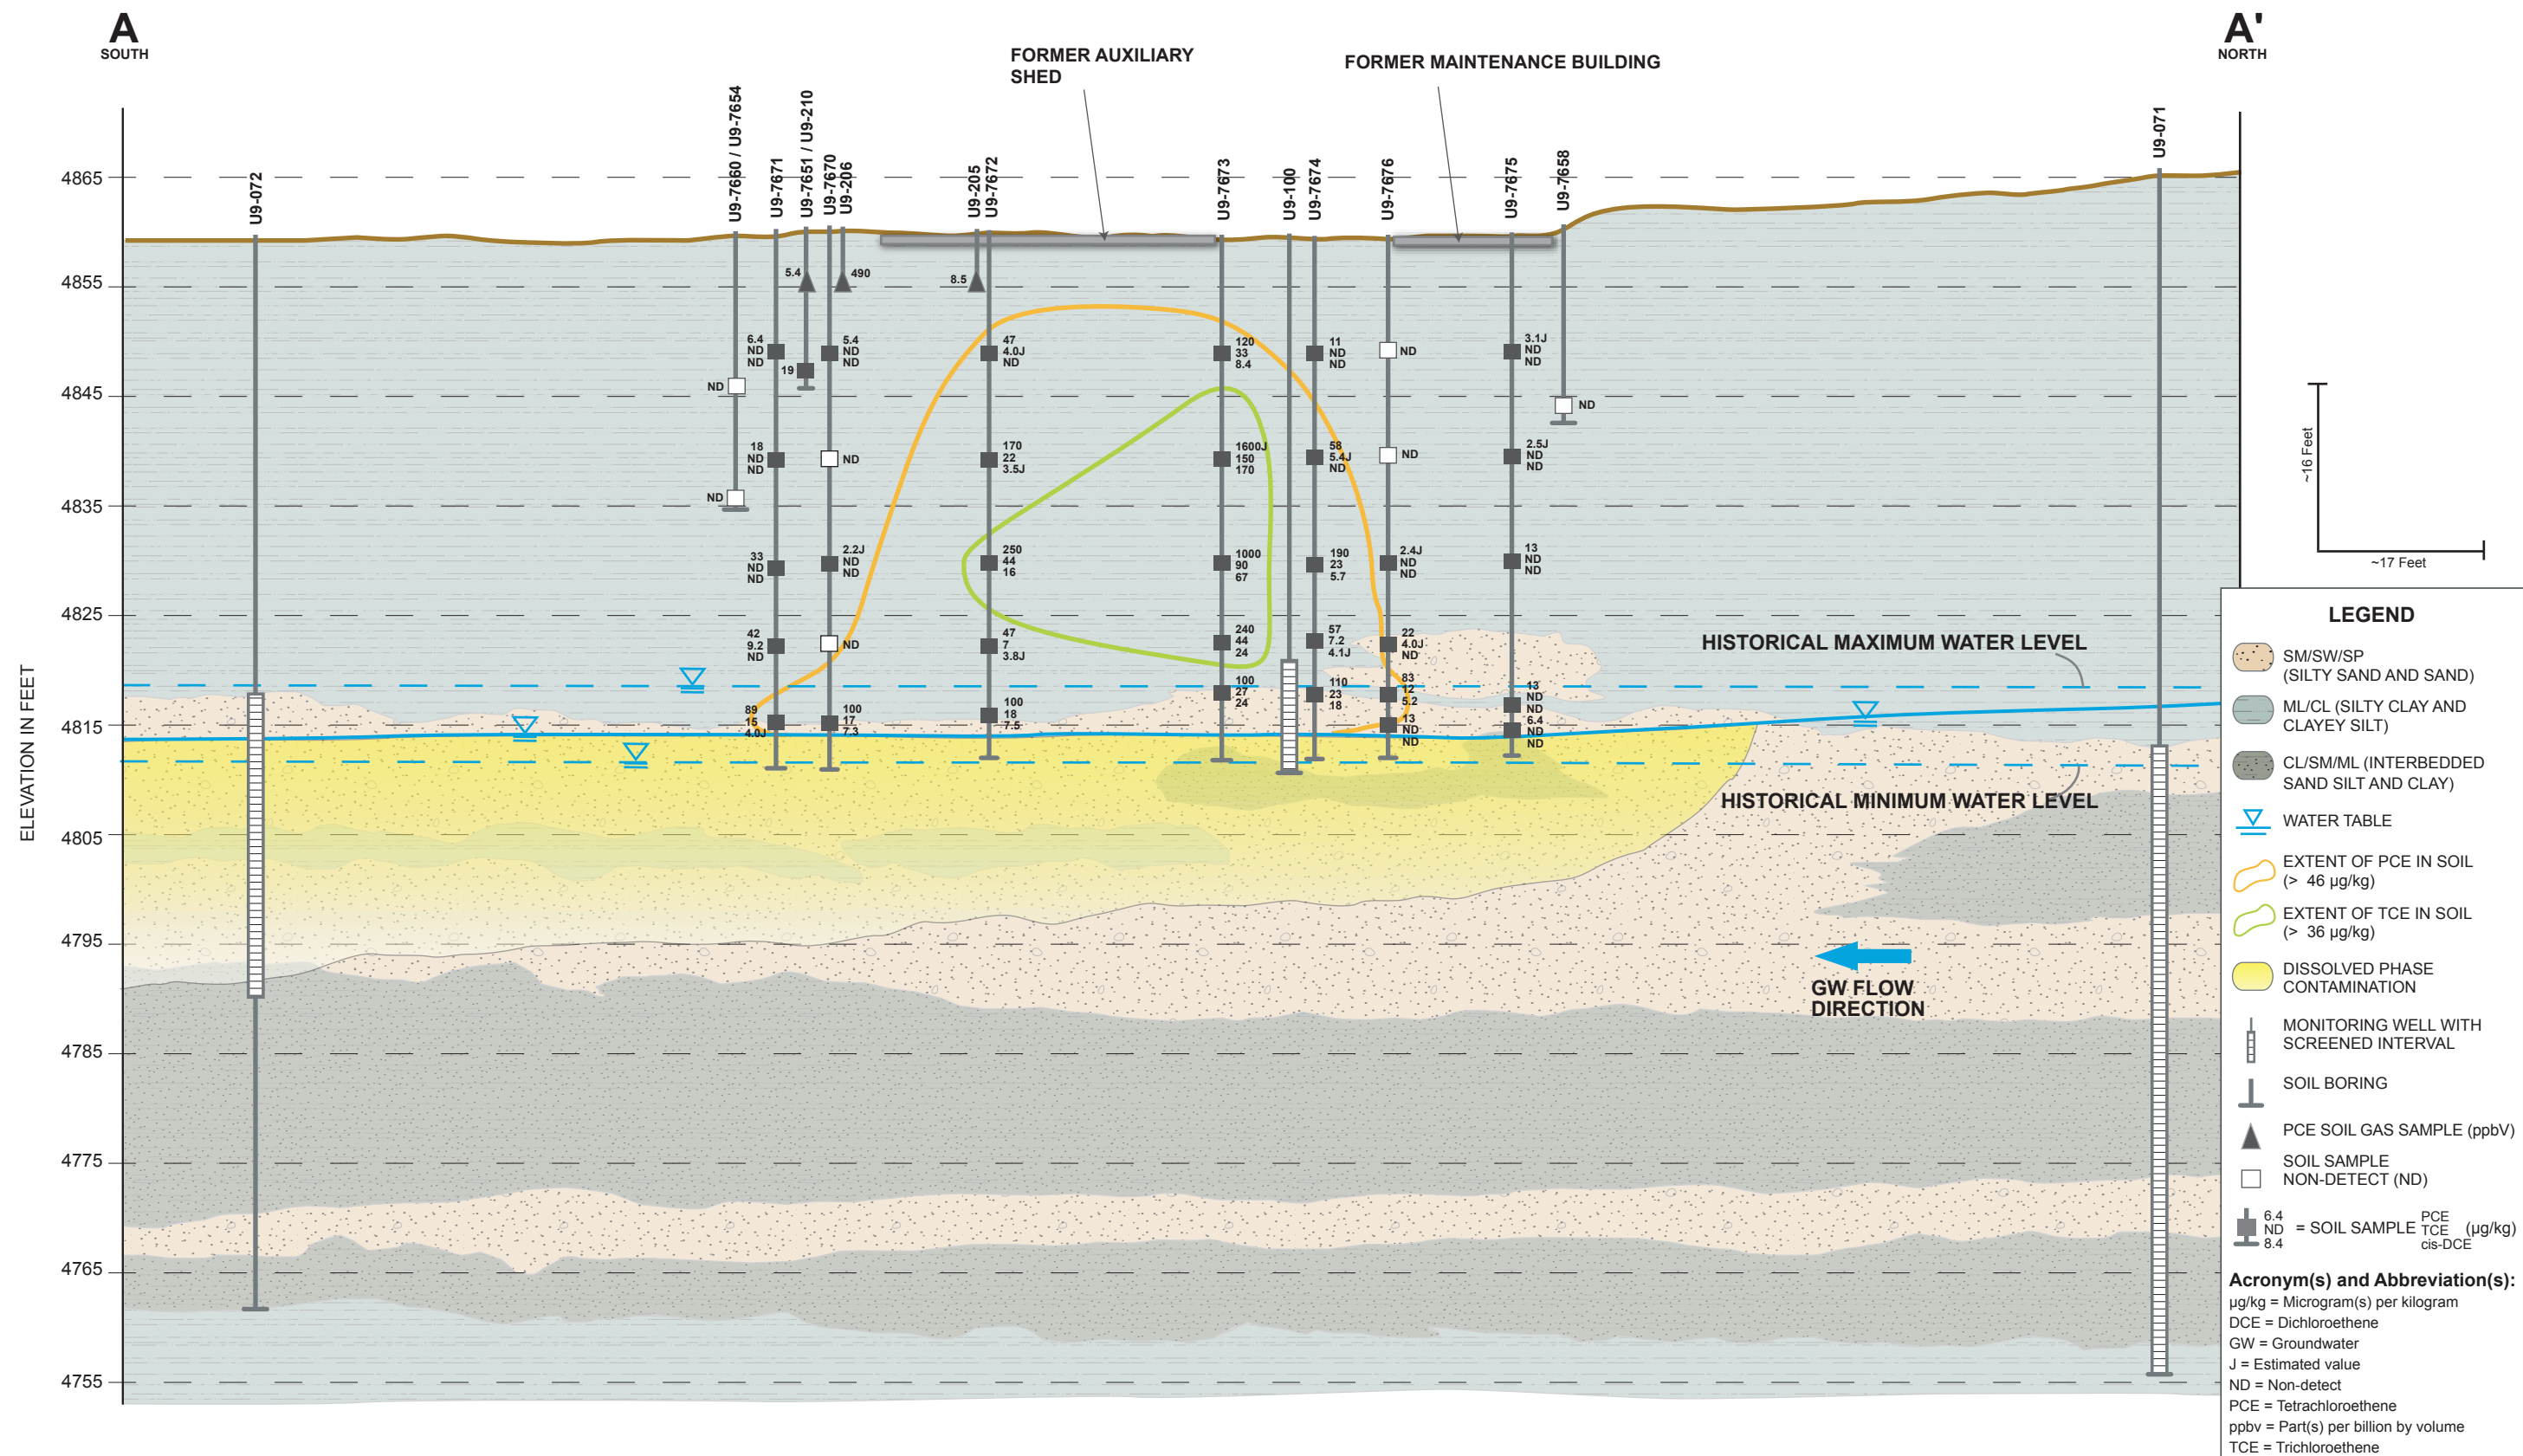 A
SOUTH
A'
NORTH
FORMER AUXILIARY
SHED
FORMER MAINTENANCE BUILDING
U9-072
U9-7660 / U9-7654
U9-7671
U9-7651 / U9-210
U9-7670
U9-206
U9-205
U9-7672
U9-7673
U9-100
U9-7674
U9-7676
U9-7675
U9-7658
U9-071
ELEVATION IN FEET
4865
4855
4845
4835
4825
4815
4805
4795
4785
4775
4765
4755
ND
ND
6.4
ND
ND
18
ND
ND
33
ND
ND
42
9.2
ND
89
15
4.0J
5.4
19
5.4
ND
ND
ND
2.2J
ND
ND
ND
100
17
7.3
490
8.5
47
4.0J
ND
170
22
3.5J
250
44
16
47
7
3.8J
100
18
7.5
120
33
8.4
1600J
150
170
1000
90
67
240
44
24
100
27
24
11
ND
ND
58
5.4J
ND
190
23
5.7
57
7.2
4.1J
110
23
18
ND
ND
2.4J
ND
ND
22
4.0J
ND
83
12
5.2
13
ND
ND
3.1J
ND
ND
2.5J
ND
ND
13
ND
ND
13
ND
ND
6.4
ND
ND
ND
HISTORICAL MAXIMUM WATER LEVEL
HISTORICAL MINIMUM WATER LEVEL
GW FLOW
DIRECTION
~16 Feet
~17 Feet
LEGEND
SM/SW/SP
(SILTY SAND AND SAND)
ML/CL (SILTY CLAY AND
CLAYEY SILT)
CL/SM/ML (INTERBEDDED
SAND SILT AND CLAY)
WATER TABLE
EXTENT OF PCE IN SOIL
(> 46 µg/kg)
EXTENT OF TCE IN SOIL
(> 36 µg/kg)
DISSOLVED PHASE
CONTAMINATION
MONITORING WELL WITH
SCREENED INTERVAL
SOIL BORING
PCE SOIL GAS SAMPLE (ppbV)
SOIL SAMPLE
NON-DETECT (ND)
6.4 PCE
ND = SOIL SAMPLE TCE (µg/kg)
8.4 cis-DCE
Acronym(s) and Abbreviation(s):
µg/kg = Microgram(s) per kilogram
DCE = Dichloroethene
GW = Groundwater
J = Estimated value
ND = Non-detect
PCE = Tetrachloroethene
ppbv = Part(s) per billion by volume
TCE = Trichloroethene